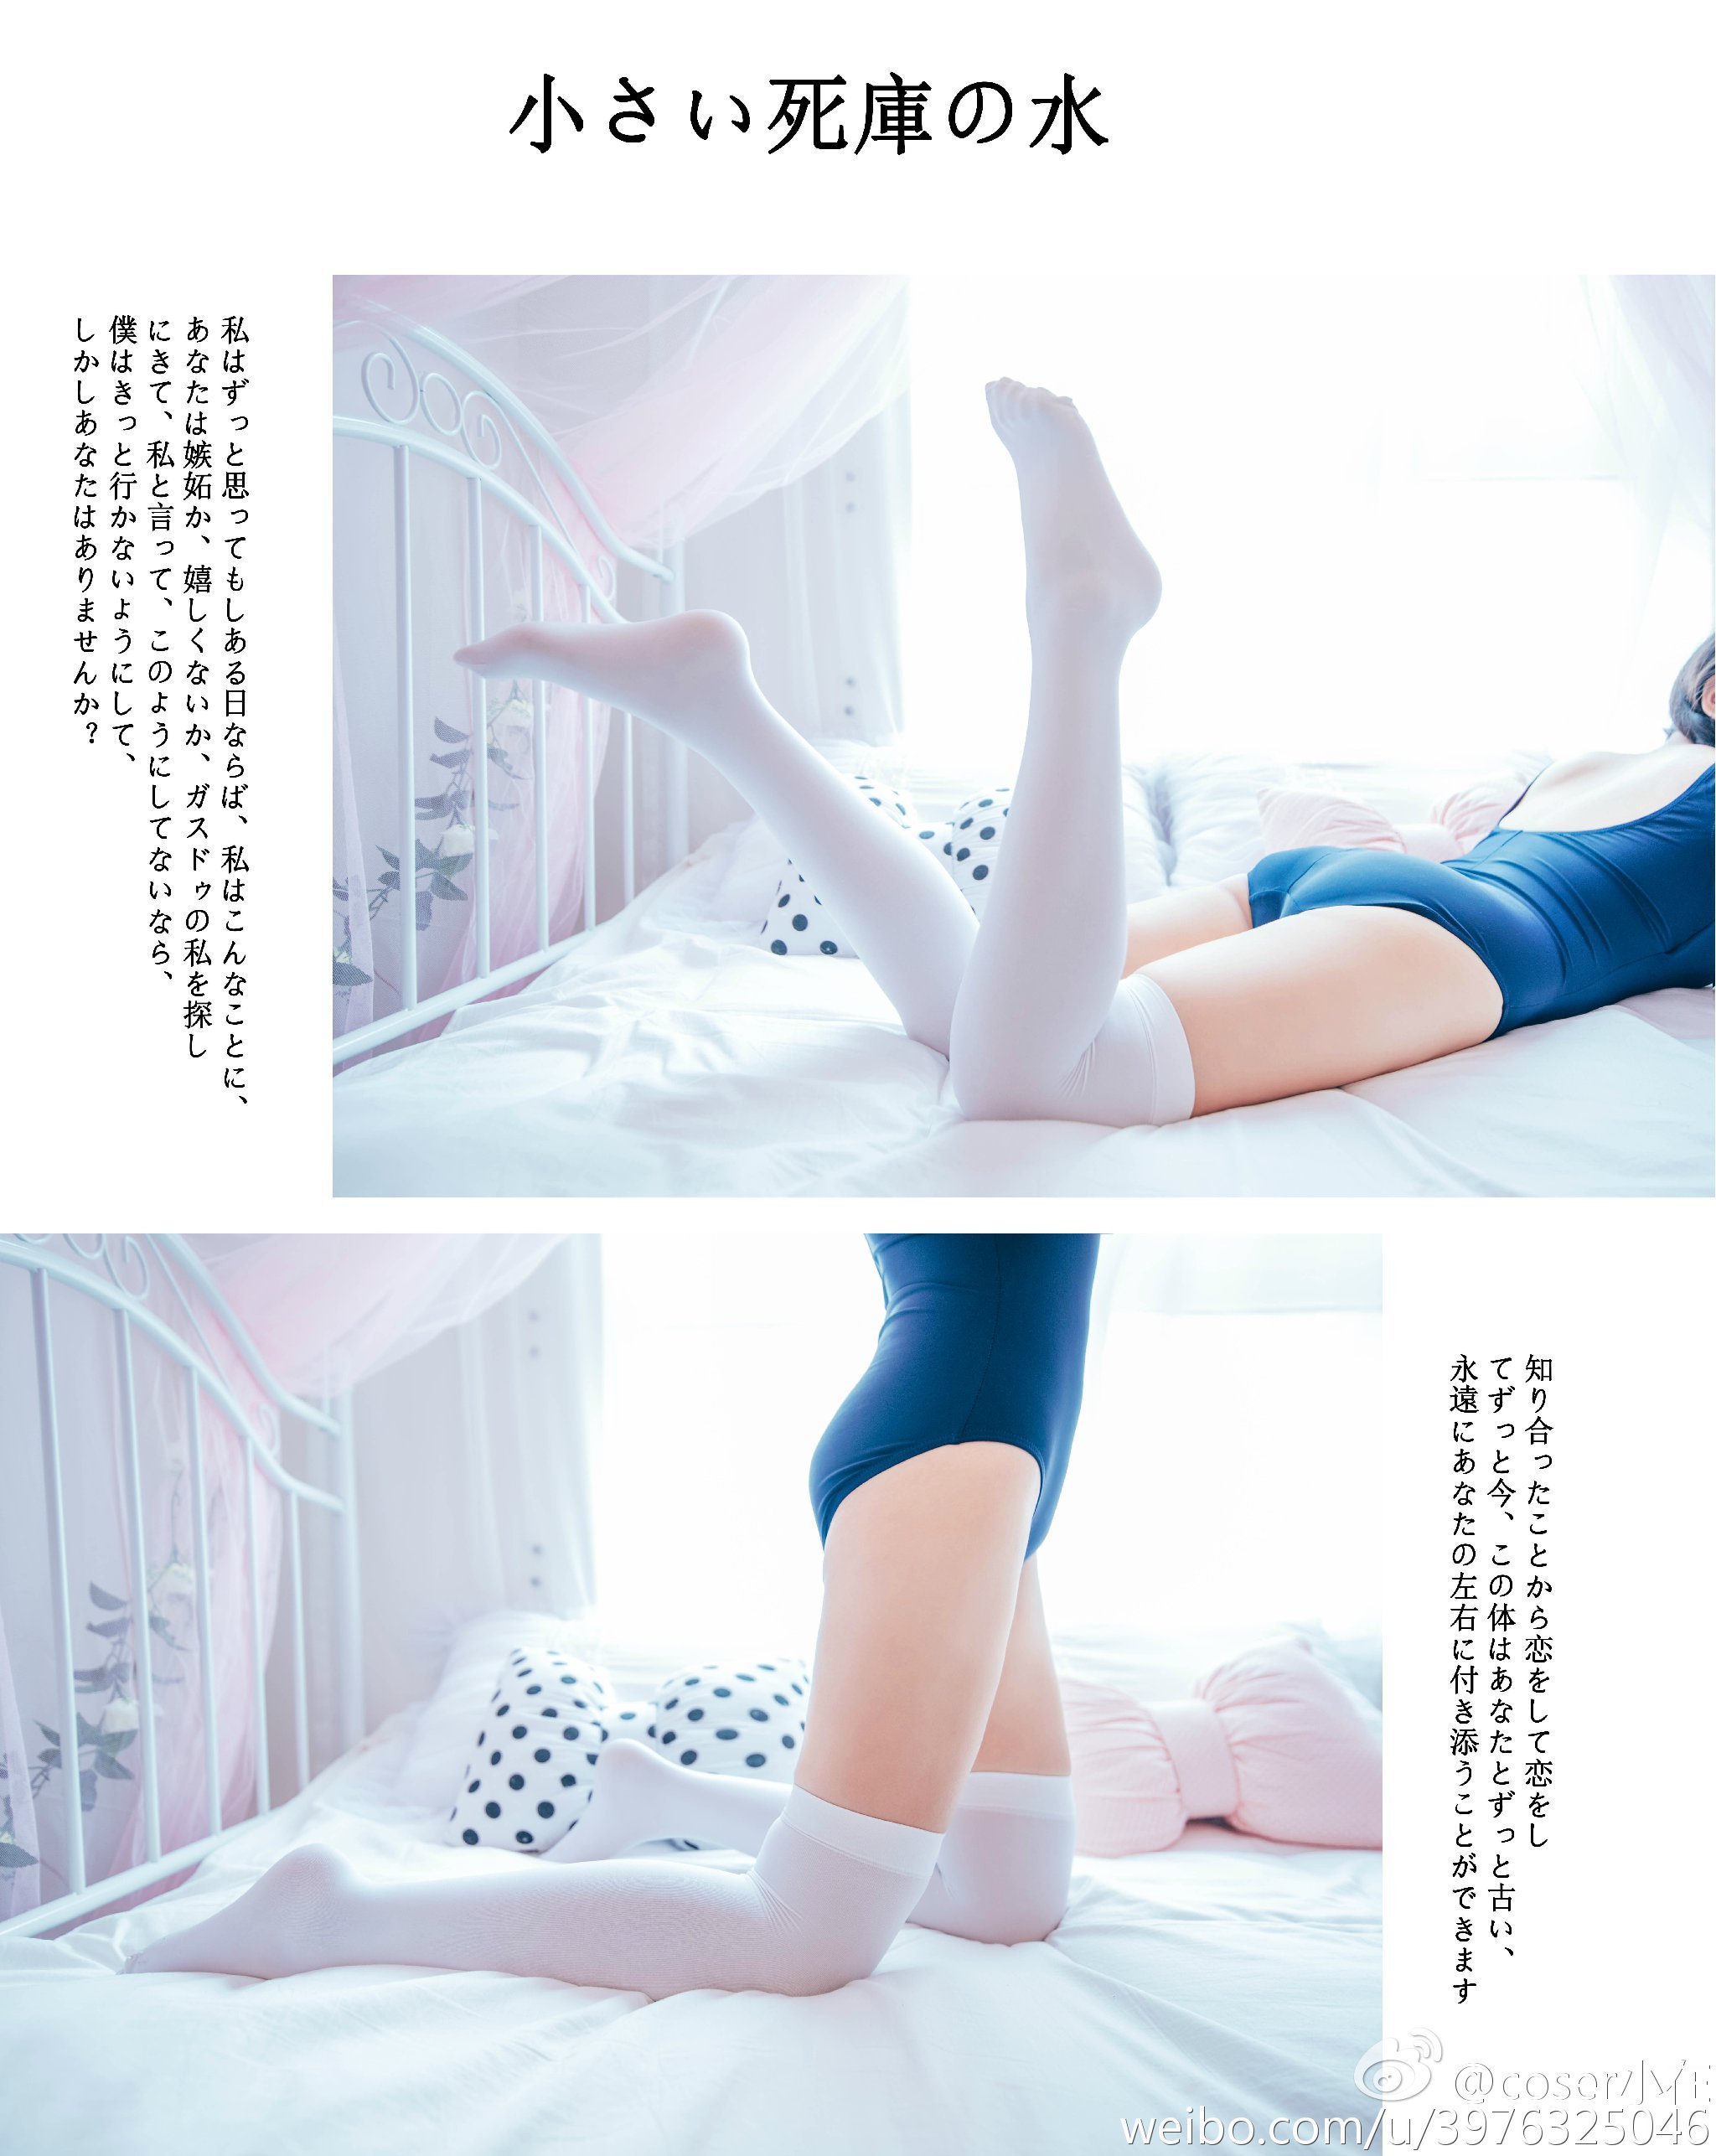 小さい死庫の水
私はずっと思ってもしある日ならば、私はこんなことに、
あなたは嫉妬か、嬉しくないか、ガスドゥの私を探し
にきて、私と言って、このようにしてないなら、
僕はきっと行かないようにして、
しかしあなたはありませんか？
知り合ったことから恋をして恋をし
てずっと今、この体はあなたとずっと古い、
永遠にあなたの左右に付き添うことができます
@coser小
weibo.com/u/3976325046